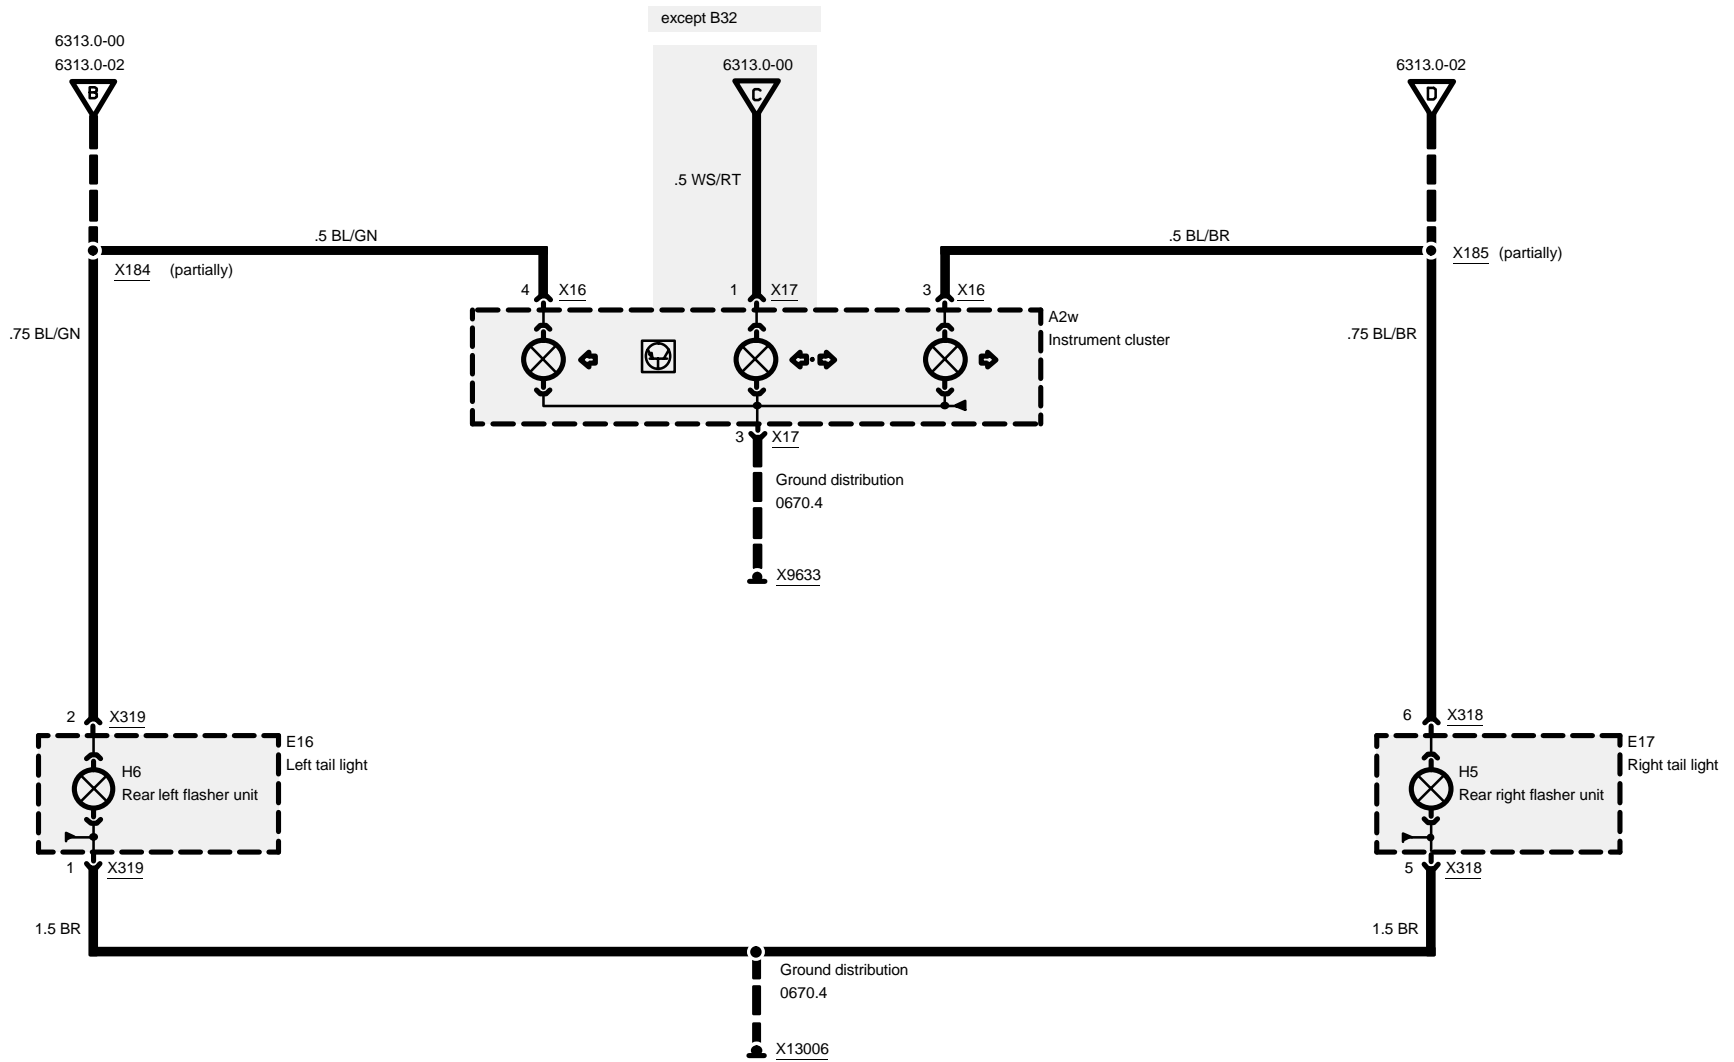 except B32
6313.0-00
6313.0-02
6313.0-00
6313.0-02
B
C
D
.5 WS/RT
.5 BL/GN
.5 BL/BR
X184 (partially)
X185 (partially)
4 X16
1 X17
3 X16
A2w
Instrument cluster
.75 BL/GN
.75 BL/BR
3 X17
Ground distribution
0670.4
X9633
2 X319
6 X318
E16
Left tail light
H6
Rear left flasher unit
E17
Right tail light
H5
Rear right flasher unit
1 X319
5 X318
1.5 BR
1.5 BR
Ground distribution
0670.4
X13006